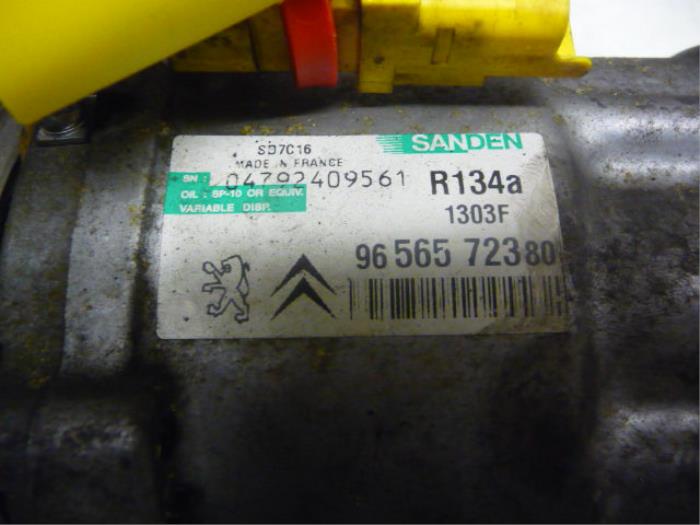 SANDEN
SD7C16
MADE IN FRANCE
SN: 04792409561
R134a
OIL : SP-10 OR EQUIV.
VARIABLE DISP.
1303F
96 565 723 80